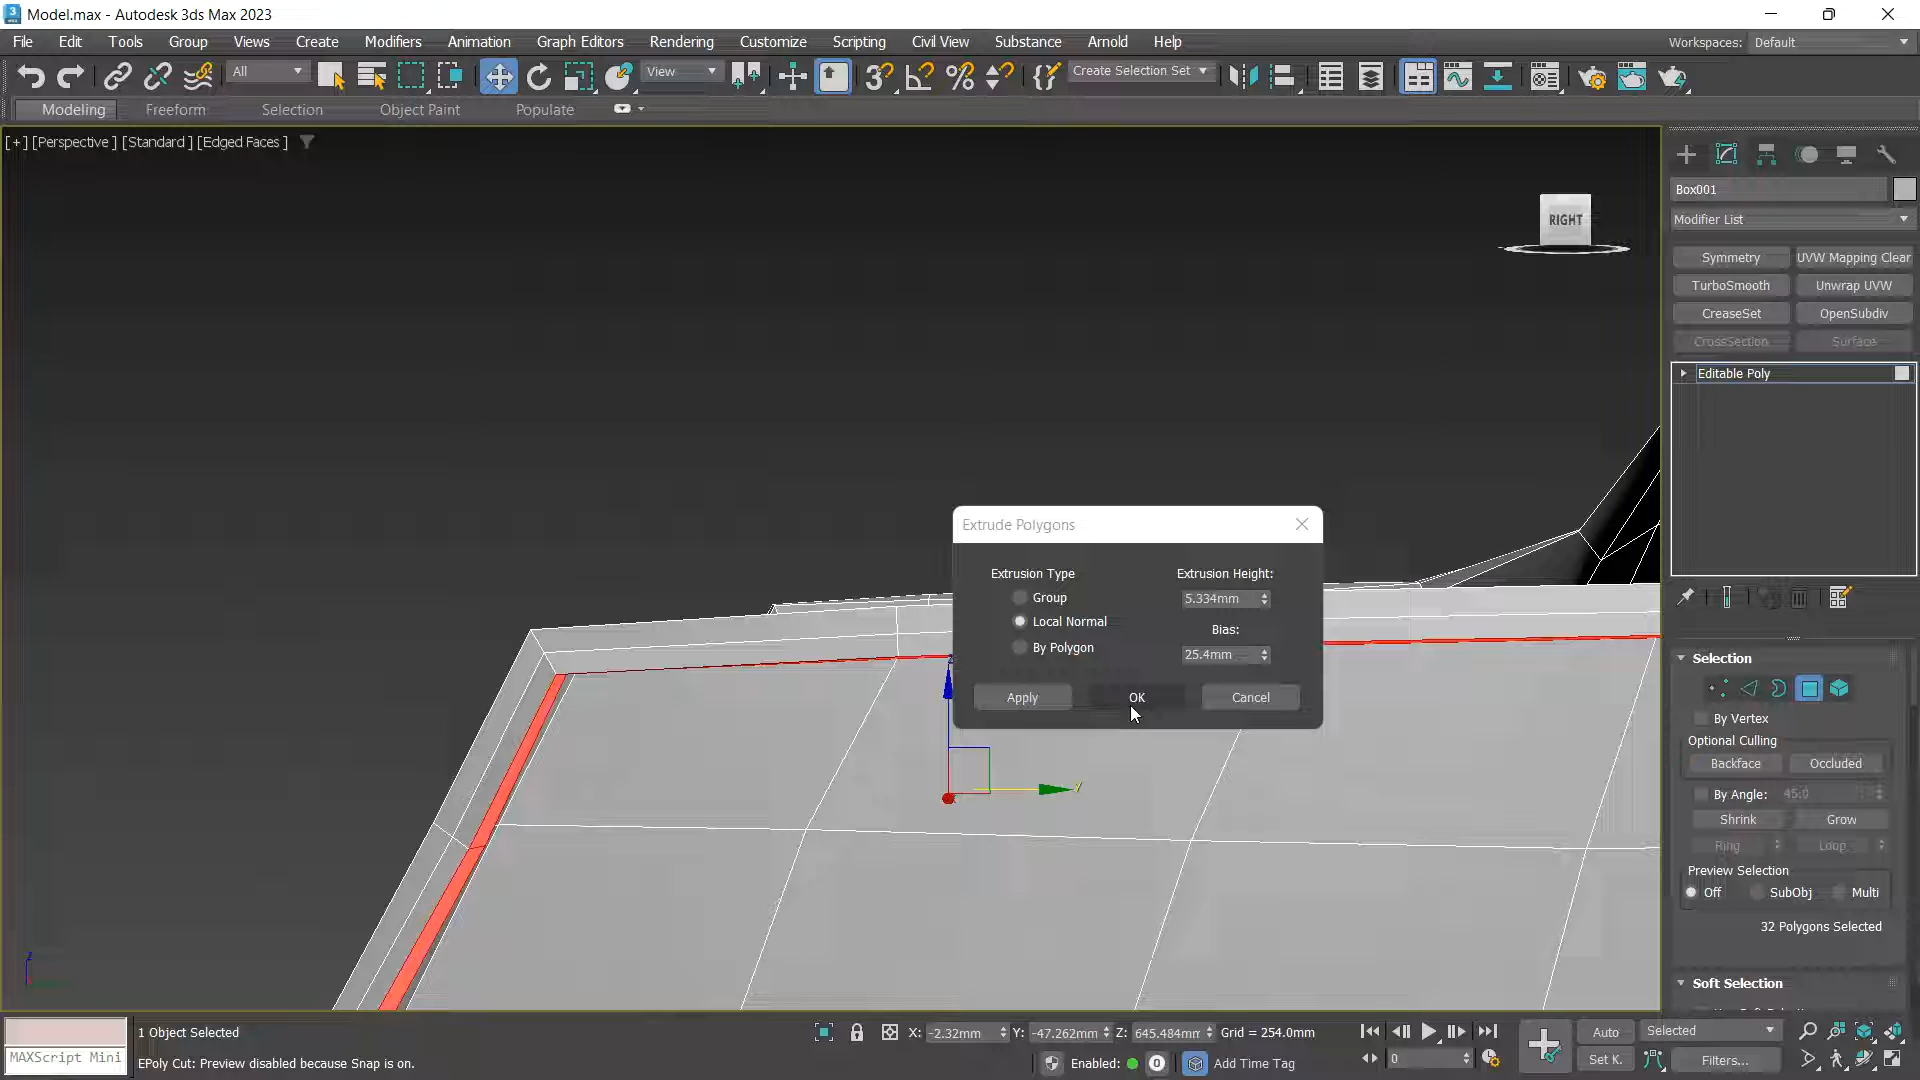 Model.max - Autodesk 3ds Max 2023
File Edit Tools Group Views Create Modifiers Animation Graph Editors Rendering Customize Scripting Civil View Substance Arnold Help Workspaces: Default
All View Create Selection Set
Modeling Freeform Selection Object Paint Populate
[+] [Perspective ] [Standard ] [Edged Faces ]
RIGHT
Box001
Modifier List
Symmetry UVW Mapping Clear
TurboSmooth Unwrap UVW
CreaseSet OpenSubdiv
CrossSection Surface
Editable Poly
Extrude Polygons
Extrusion Type Extrusion Height:
Group 5.334mm
Local Normal Bias:
By Polygon 25.4mm
Apply OK Cancel
Selection
By Vertex
Optional Culling
Backface Occluded
By Angle: 45.0
Shrink Grow
Ring Loop
Preview Selection
Off SubObj Multi
32 Polygons Selected
Soft Selection
1 Object Selected X: -2.32mm Y: -47.262mm Z: 645.484mm Grid = 254.0mm Auto Selected
MAXScript Mini EPoly Cut: Preview disabled because Snap is on. Enabled: 0 Add Time Tag 0 Set K. Filters...